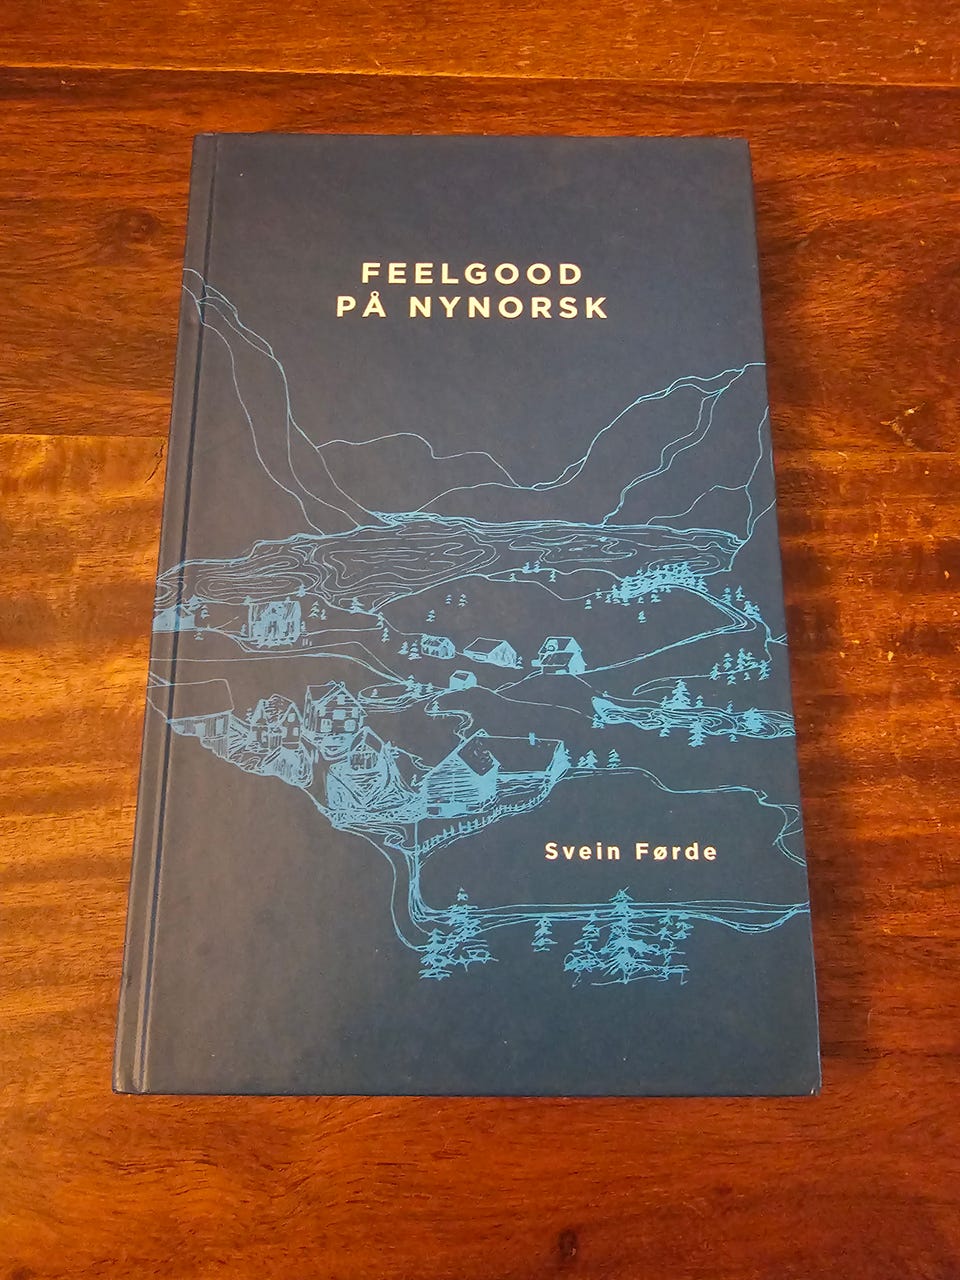 FEELGOOD
PÅ NYNORSK
Svein Førde